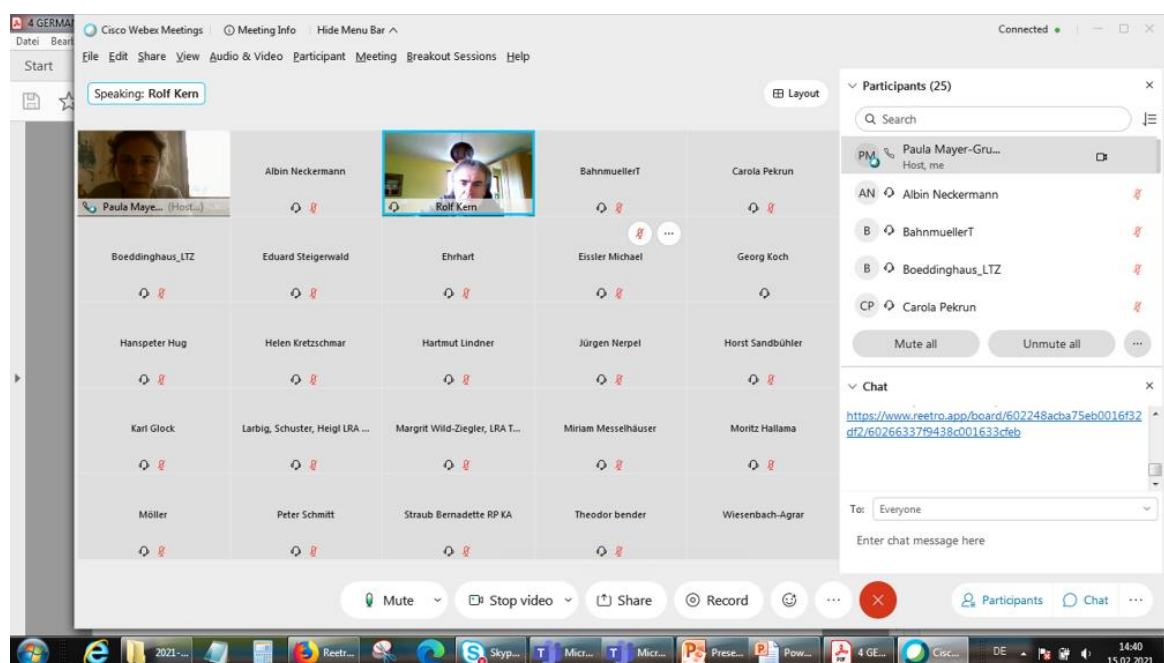 4 GERMAN
Cisco Webex Meetings
Meeting Info
Hide Menu Bar
Connected
Datei Bearb
File Edit Share View Audio & Video Participant Meeting Breakout Sessions Help
Start
Speaking: Rolf Kern
Layout
Participants (25)
Search
Paula Maye... (Host...)
Albin Neckermann
Rolf Kern
BahnmuellerT
Carola Pekrun
Boeddinghaus_LTZ
Eduard Steigerwald
Ehrhart
Eissler Michael
Georg Koch
Hanspeter Hug
Helen Kretzschmar
Hartmut Lindner
Jürgen Nerpel
Horst Sandbühler
Karl Glock
Larbig, Schuster, Heigl LRA ...
Margrit Wild-Ziegler, LRA T...
Miriam Messelhäuser
Moritz Hallama
Möller
Peter Schmitt
Straub Bernadette RP KA
Theodor bender
Wiesenbach-Agrar
PM Paula Mayer-Gru...
Host, me
AN Albin Neckermann
B BahnmuellerT
B Boeddinghaus_LTZ
CP Carola Pekrun
Mute all
Unmute all
Chat
https://www.reetro.app/board/602248acba75eb0016f32
df2/60266337f9438c001633cfeb
To: Everyone
Enter chat message here
Mute
Stop video
Share
Record
Participants
Chat
2021-...
Reetr...
Skyp...
Micr...
Micr...
Prese...
Pow...
4 GE...
Cisc...
DE
14:40
15.02.2021